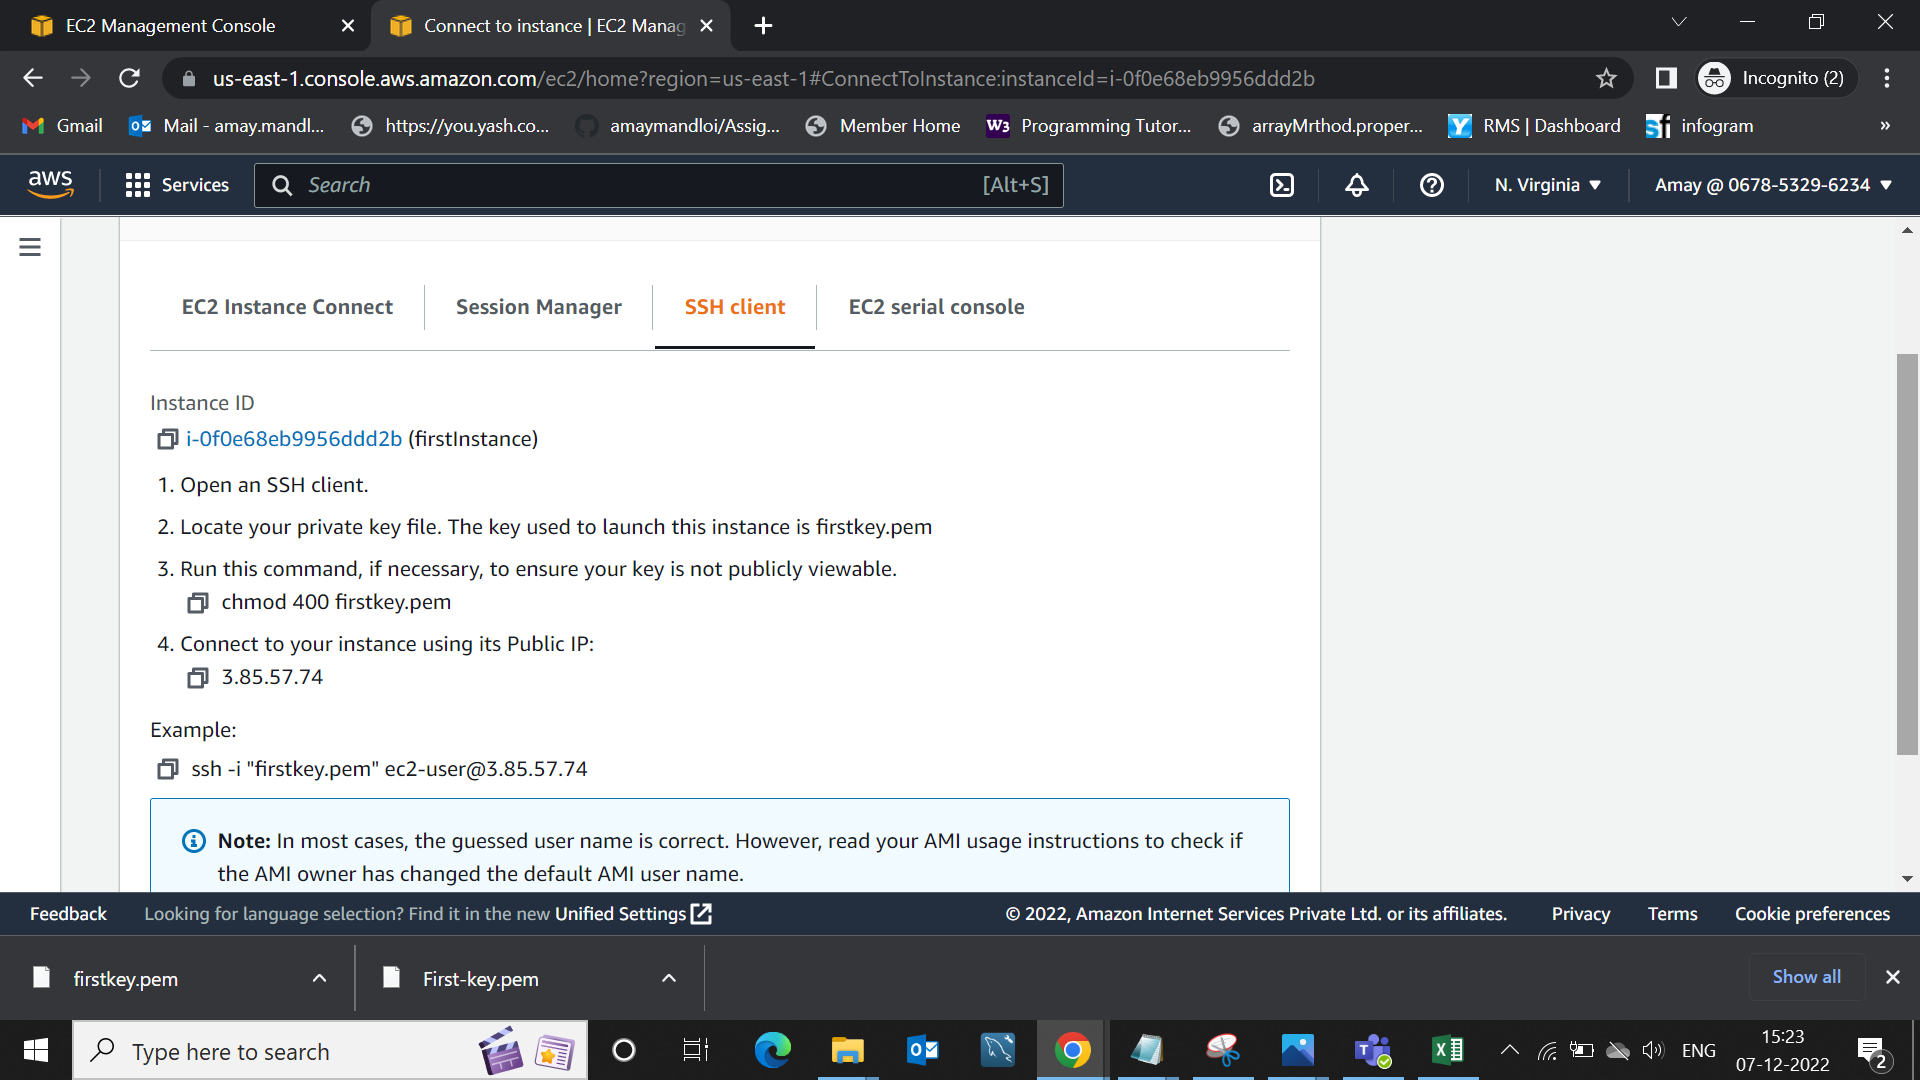 EC2 Management Console
Connect to instance | EC2 Manag
us-east-1.console.aws.amazon.com/ec2/home?region=us-east-1#ConnectToInstance:instanceId=i-0f0e68eb9956ddd2b
Incognito (2)
Gmail
Mail - amay.mandl...
https://you.yash.co...
amaymandloi/Assig...
Member Home
W3 Programming Tutor...
arrayMrthod.proper...
Y RMS | Dashboard
infogram
»
aws
Services
Search
[Alt+S]
N. Virginia
Amay @ 0678-5329-6234
EC2 Instance Connect
Session Manager
SSH client
EC2 serial console
Instance ID
i-0f0e68eb9956ddd2b (firstInstance)
1. Open an SSH client.
2. Locate your private key file. The key used to launch this instance is firstkey.pem
3. Run this command, if necessary, to ensure your key is not publicly viewable.
chmod 400 firstkey.pem
4. Connect to your instance using its Public IP:
3.85.57.74
Example:
ssh -i "firstkey.pem" ec2-user@3.85.57.74
Note: In most cases, the guessed user name is correct. However, read your AMI usage instructions to check if
the AMI owner has changed the default AMI user name.
Feedback
Looking for language selection? Find it in the new Unified Settings
© 2022, Amazon Internet Services Private Ltd. or its affiliates.
Privacy
Terms
Cookie preferences
firstkey.pem
First-key.pem
Show all
Type here to search
ENG
15:23
07-12-2022
2